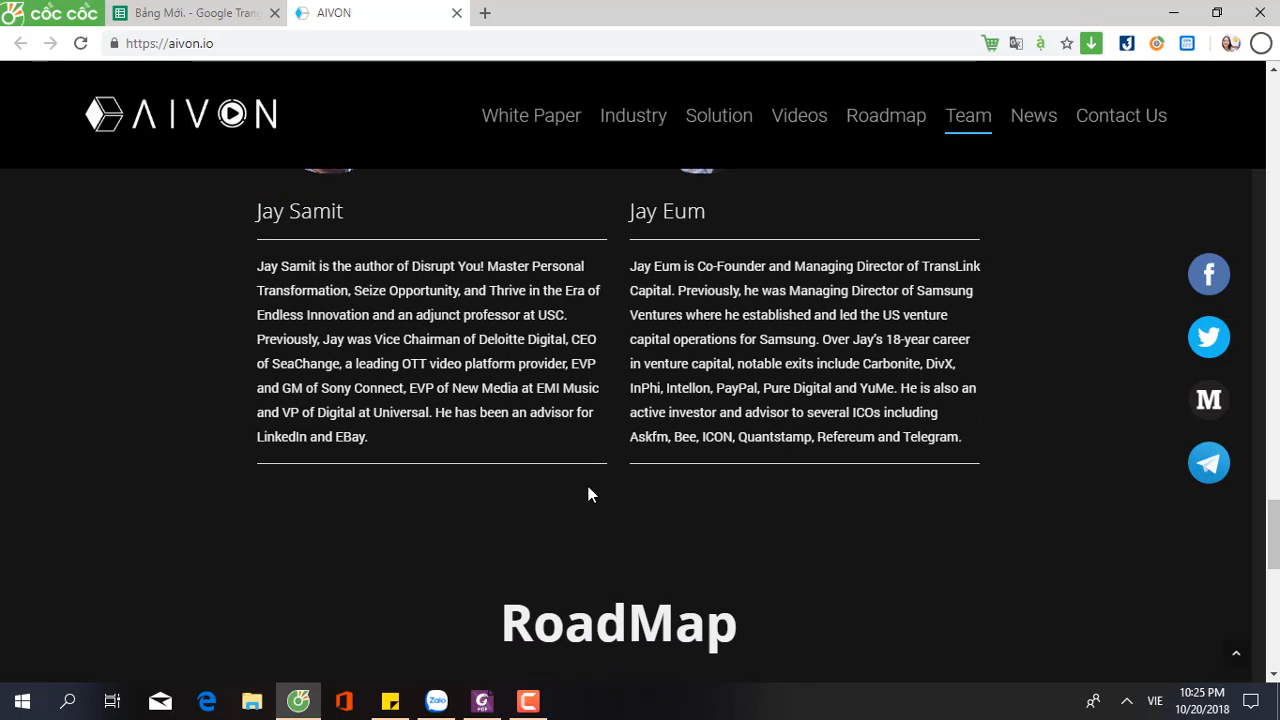 cốc cốc
Bảng Mới. - Google Trang
AIVON
https://aivon.io
AIVON
White Paper
Industry
Solution
Videos
Roadmap
Team
News
Contact Us
Jay Samit
Jay Samit is the author of Disrupt You! Master Personal
Transformation, Seize Opportunity, and Thrive in the Era of
Endless Innovation and an adjunct professor at USC.
Previously, Jay was Vice Chairman of Deloitte Digital, CEO
of SeaChange, a leading OTT video platform provider, EVP
and GM of Sony Connect, EVP of New Media at EMI Music
and VP of Digital at Universal. He has been an advisor for
LinkedIn and EBay.
Jay Eum
Jay Eum is Co-Founder and Managing Director of TransLink
Capital. Previously, he was Managing Director of Samsung
Ventures where he established and led the US venture
capital operations for Samsung. Over Jay's 18-year career
in venture capital, notable exits include Carbonite, DivX,
InPhi, Intellon, PayPal, Pure Digital and YuMe. He is also an
active investor and advisor to several ICOs including
Askfm, Bee, ICON, Quantstamp, Refereum and Telegram.
RoadMap
Zalo
PDF
VIE
10:25 PM
10/20/2018